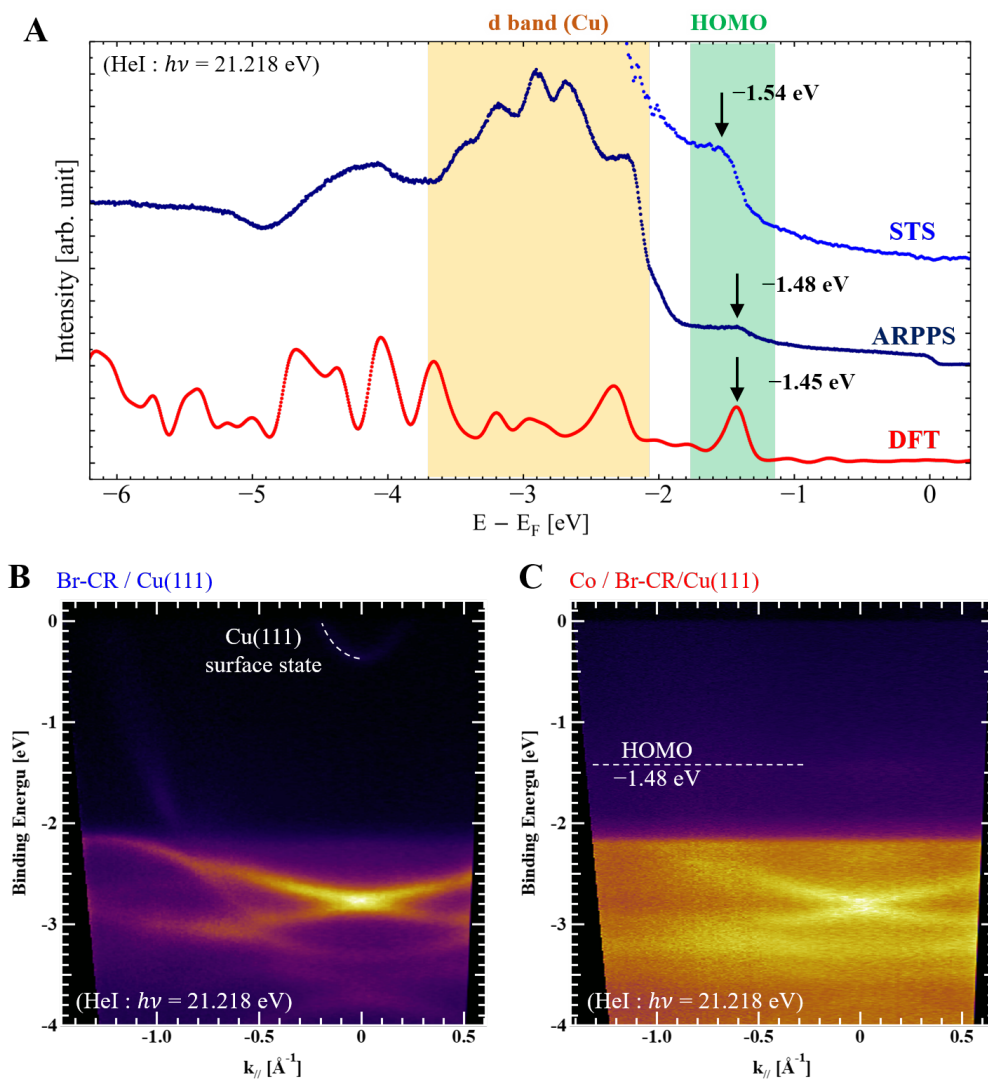 A
d band (Cu)
HOMO
(HeI : hν = 21.218 eV)
−1.54 eV
STS
−1.48 eV
ARPPS
−1.45 eV
DFT
Intensity [arb. unit]
−6 −5 −4 −3 −2 −1 0
E − E_F [eV]
B Br-CR / Cu(111)
0
-1
-2
-3
-4
Binding Energu [eV]
Cu(111)
surface state
(HeI : hν = 21.218 eV)
-1.0 -0.5 0 0.5
k_// [Å⁻¹]
C Co / Br-CR/Cu(111)
0
-1
-2
-3
-4
Binding Energu [eV]
HOMO
−1.48 eV
(HeI : hν = 21.218 eV)
-1.0 -0.5 0 0.5
k_// [Å⁻¹]